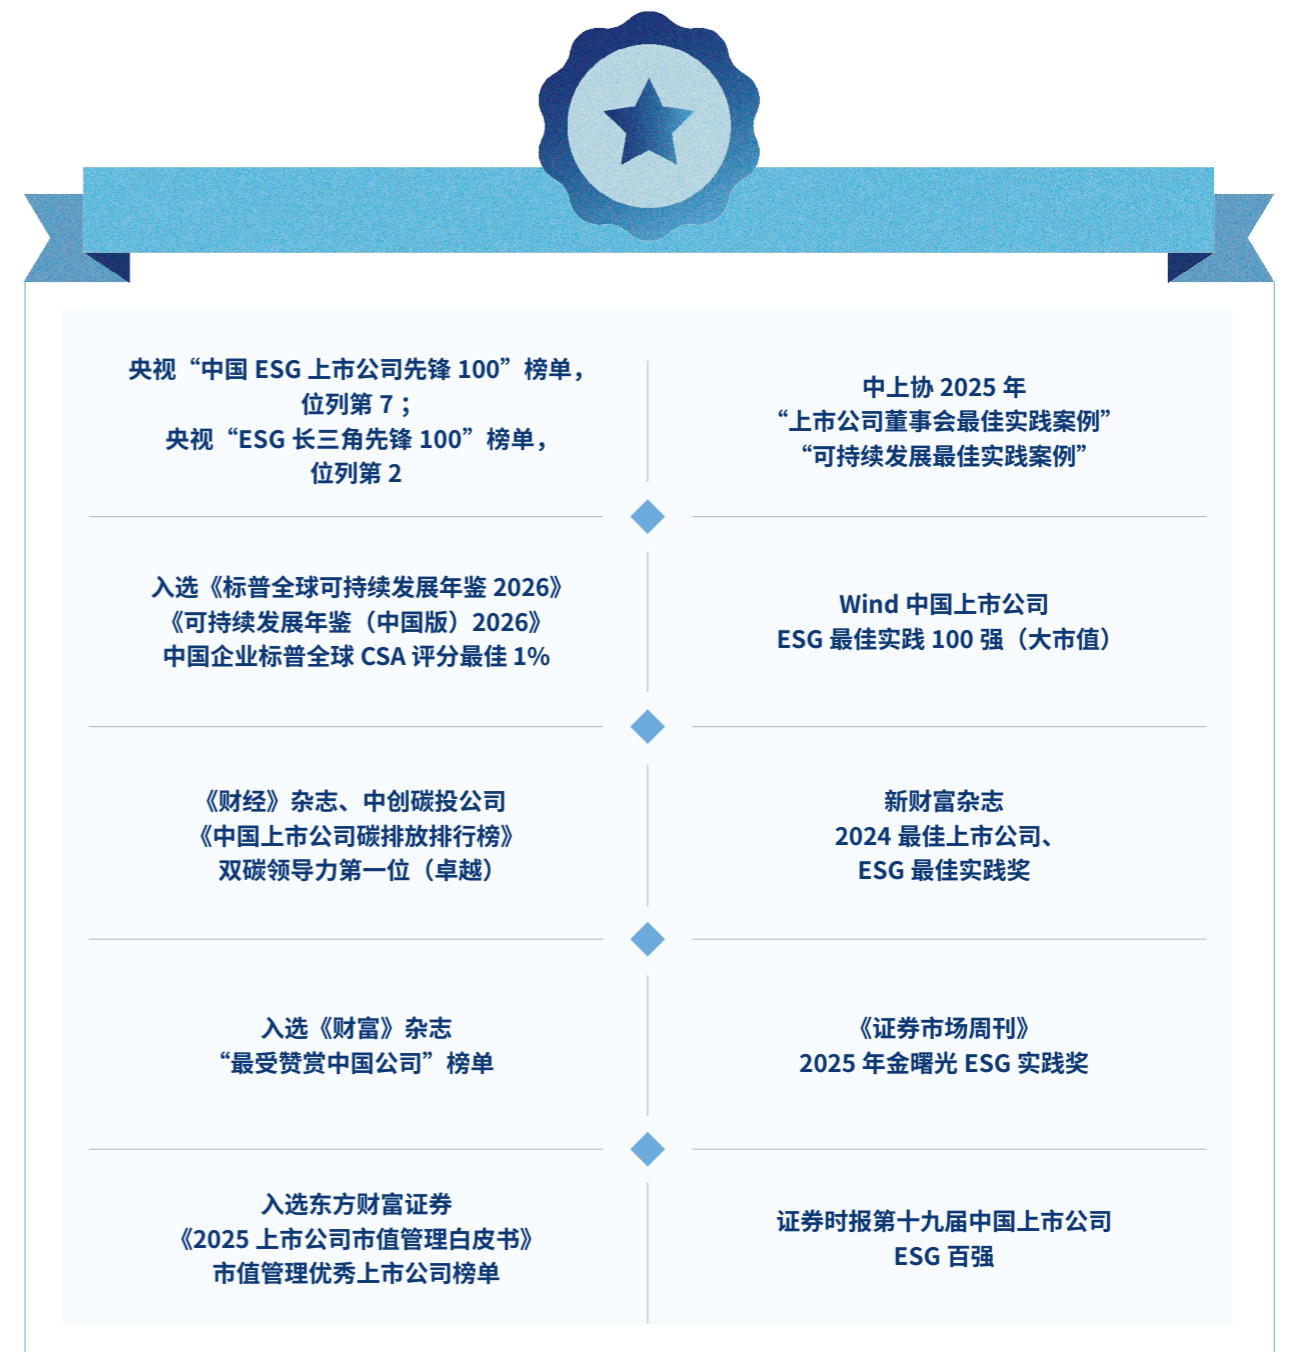 央视“中国 ESG 上市公司先锋 100”榜单，
位列第 7；
央视“ESG 长三角先锋 100”榜单，
位列第 2
中上协 2025 年
“上市公司董事会最佳实践案例”
“可持续发展最佳实践案例”
入选《标普全球可持续发展年鉴 2026》
《可持续发展年鉴（中国版）2026》
中国企业标普全球 CSA 评分最佳 1%
Wind 中国上市公司
ESG 最佳实践 100 强（大市值）
《财经》杂志、中创碳投公司
《中国上市公司碳排放排行榜》
双碳领导力第一位（卓越）
新财富杂志
2024 最佳上市公司、
ESG 最佳实践奖
入选《财富》杂志
“最受赞赏中国公司”榜单
《证券市场周刊》
2025 年金曙光 ESG 实践奖
入选东方财富证券
《2025 上市公司市值管理白皮书》
市值管理优秀上市公司榜单
证券时报第十九届中国上市公司
ESG 百强